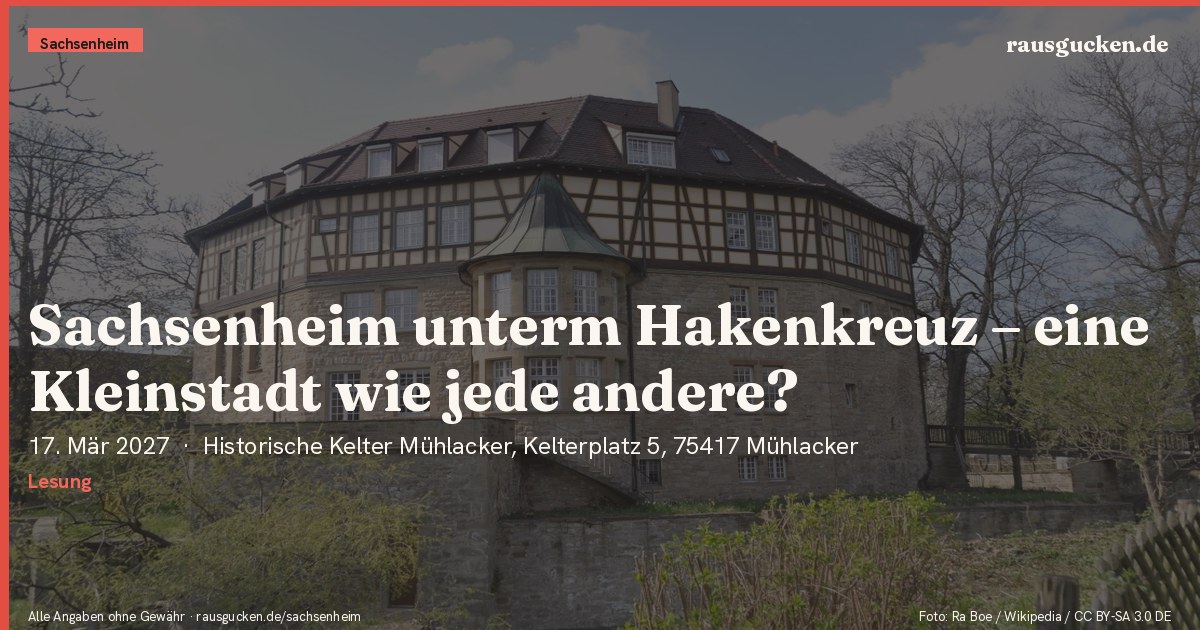 Sachsenheim
rausgucken.de
Sachsenheim unterm Hakenkreuz – eine
Kleinstadt wie jede andere?
17. Mär 2027 · Historische Kelter Mühlacker, Kelterplatz 5, 75417 Mühlacker
Lesung
Alle Angaben ohne Gewähr · rausgucken.de/sachsenheim
Foto: Ra Boe / Wikipedia / CC BY-SA 3.0 DE